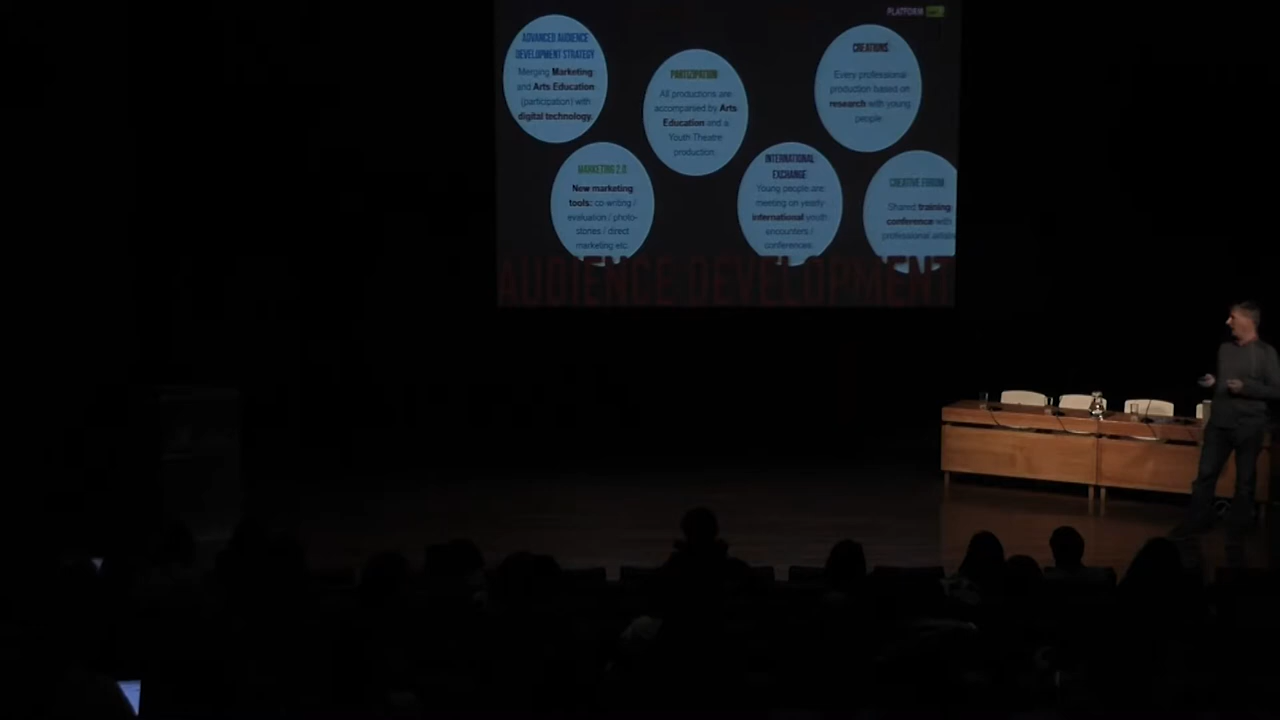 PLATFORM
ADVANCED AUDIENCE
DEVELOPMENT STRATEGY
Merging Marketing
and Arts Education
(participation) with
digital technology.
PARTIZIPATION
All productions are
accompanied by Arts
Education and a
Youth Theatre
production.
CREATIONS
Every professional
production based on
research with young
people
MARKETING 2.0
New marketing
tools: co-writing /
evaluation / photo-
stories / direct
marketing etc.
INTERNATIONAL
EXCHANGE
Young people are
meeting on yearly
international youth
encounters /
conferences.
CREATIVE FORUM
Shared training
conference with
professional artists
AUDIENCE DEVELOPMENT